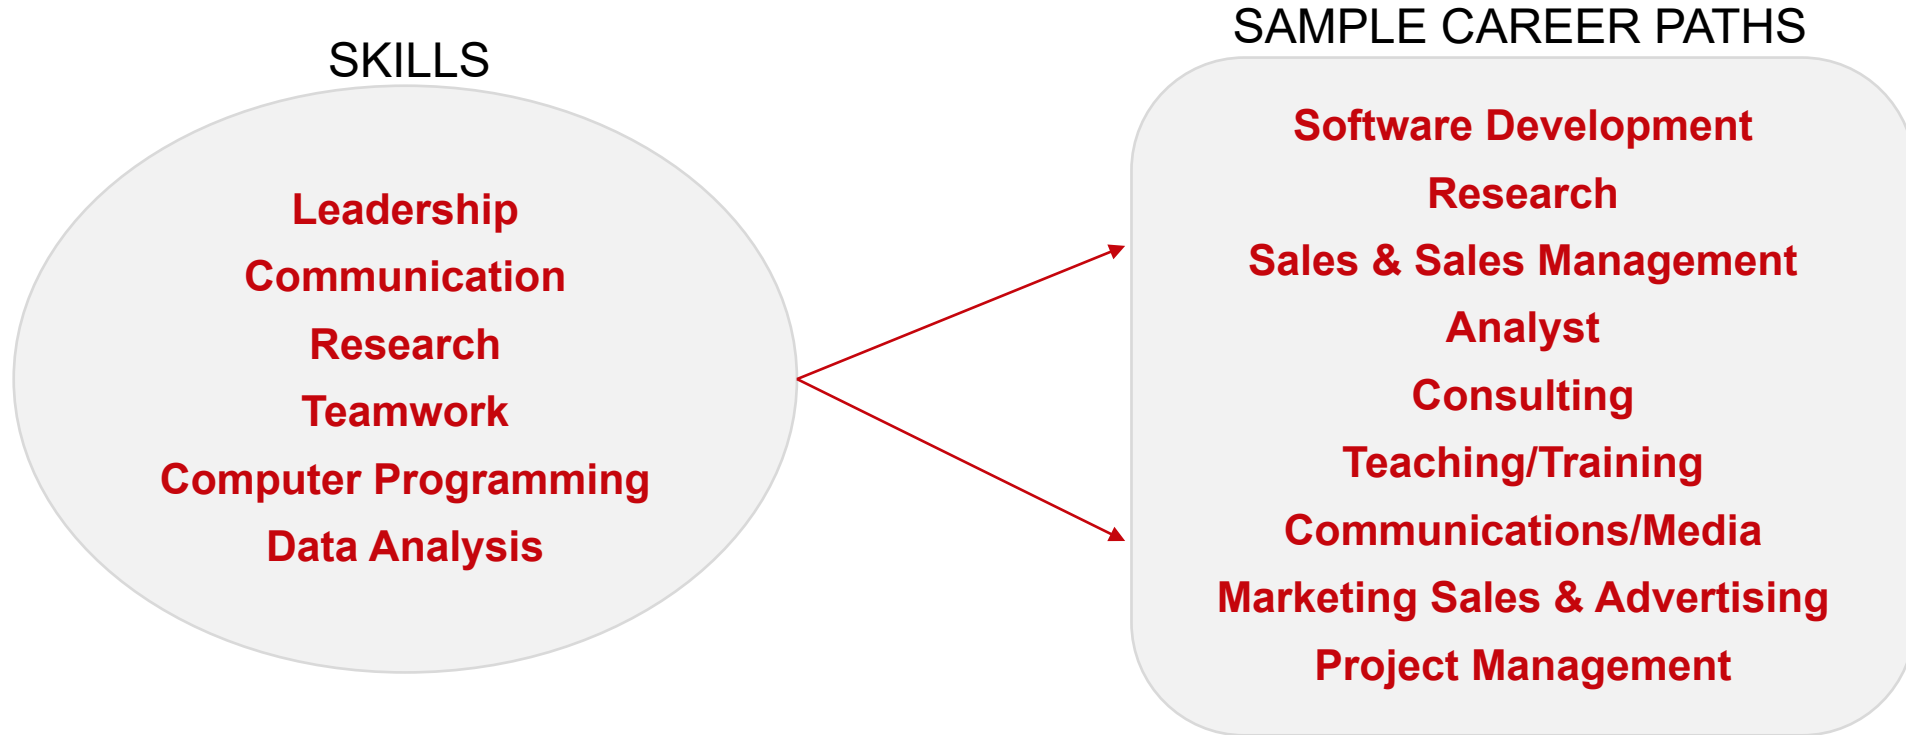 SKILLS
Leadership
Communication
Research
Teamwork
Computer Programming
Data Analysis
SAMPLE CAREER PATHS
Software Development
Research
Sales & Sales Management
Analyst
Consulting
Teaching/Training
Communications/Media
Marketing Sales & Advertising
Project Management